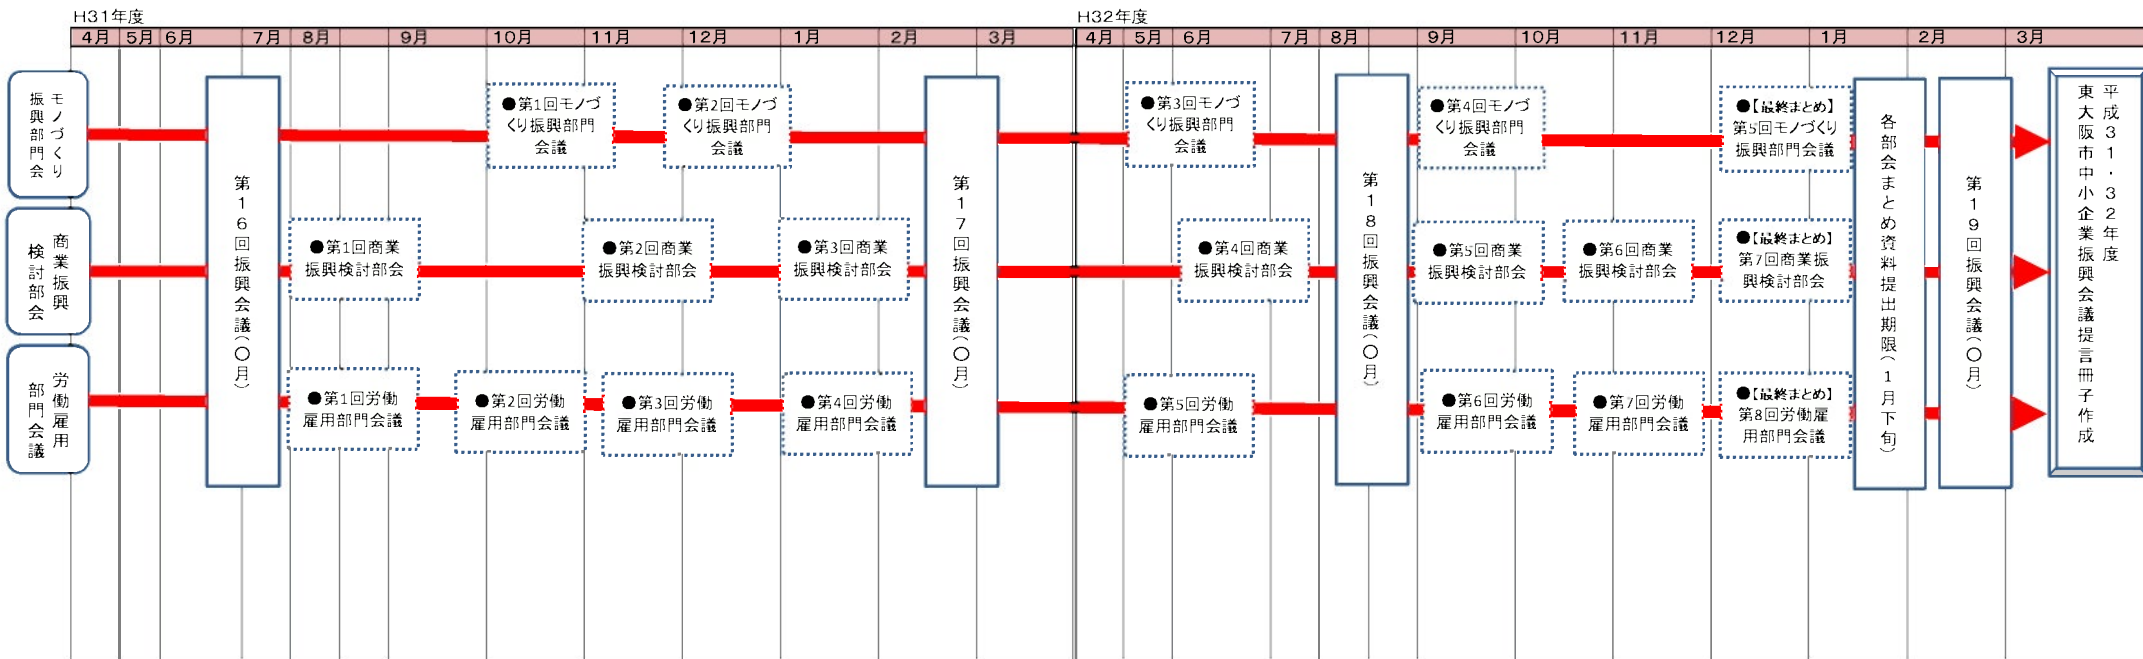 H31年度
H32年度
4月 5月 6月 7月 8月 9月 10月 11月 12月 1月 2月 3月 4月 5月 6月 7月 8月 9月 10月 11月 12月 1月 2月 3月
モノづくり
振興部門会
●第1回モノづ
くり振興部門
会議
●第2回モノづ
くり振興部門
会議
●第3回モノづ
くり振興部門
会議
●第4回モノづ
くり振興部門
会議
●【最終まとめ】
第5回モノづくり
振興部門会議
商業振興
検討部会
●第1回商業
振興検討部会
●第2回商業
振興検討部会
●第3回商業
振興検討部会
●第4回商業
振興検討部会
●第5回商業
振興検討部会
●第6回商業
振興検討部会
●【最終まとめ】
第7回商業振
興検討部会
労働雇用
部門会議
●第1回労働
雇用部門会議
●第2回労働
雇用部門会議
●第3回労働
雇用部門会議
●第4回労働
雇用部門会議
●第5回労働
雇用部門会議
●第6回労働
雇用部門会議
●第7回労働
雇用部門会議
●【最終まとめ】
第8回労働雇
用部門会議
第16回振興会議(〇月)
第17回振興会議(〇月)
第18回振興会議(〇月)
各部会まとめ資料提出期限(1月下旬)
第19回振興会議(〇月)
平成31・32年度
東大阪市中小企業振興会議提言冊子作成